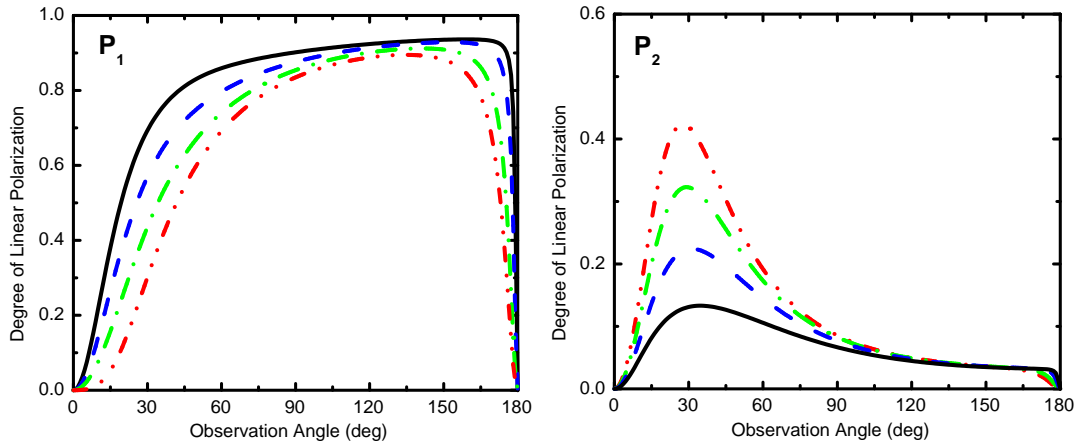 P1
Degree of Linear Polarization
1.0
0.8
0.6
0.4
0.2
0.0
0 30 60 90 120 150 180
Observation Angle (deg)
P2
Degree of Linear Polarization
0.6
0.4
0.2
0.0
0 30 60 90 120 150 180
Observation Angle (deg)